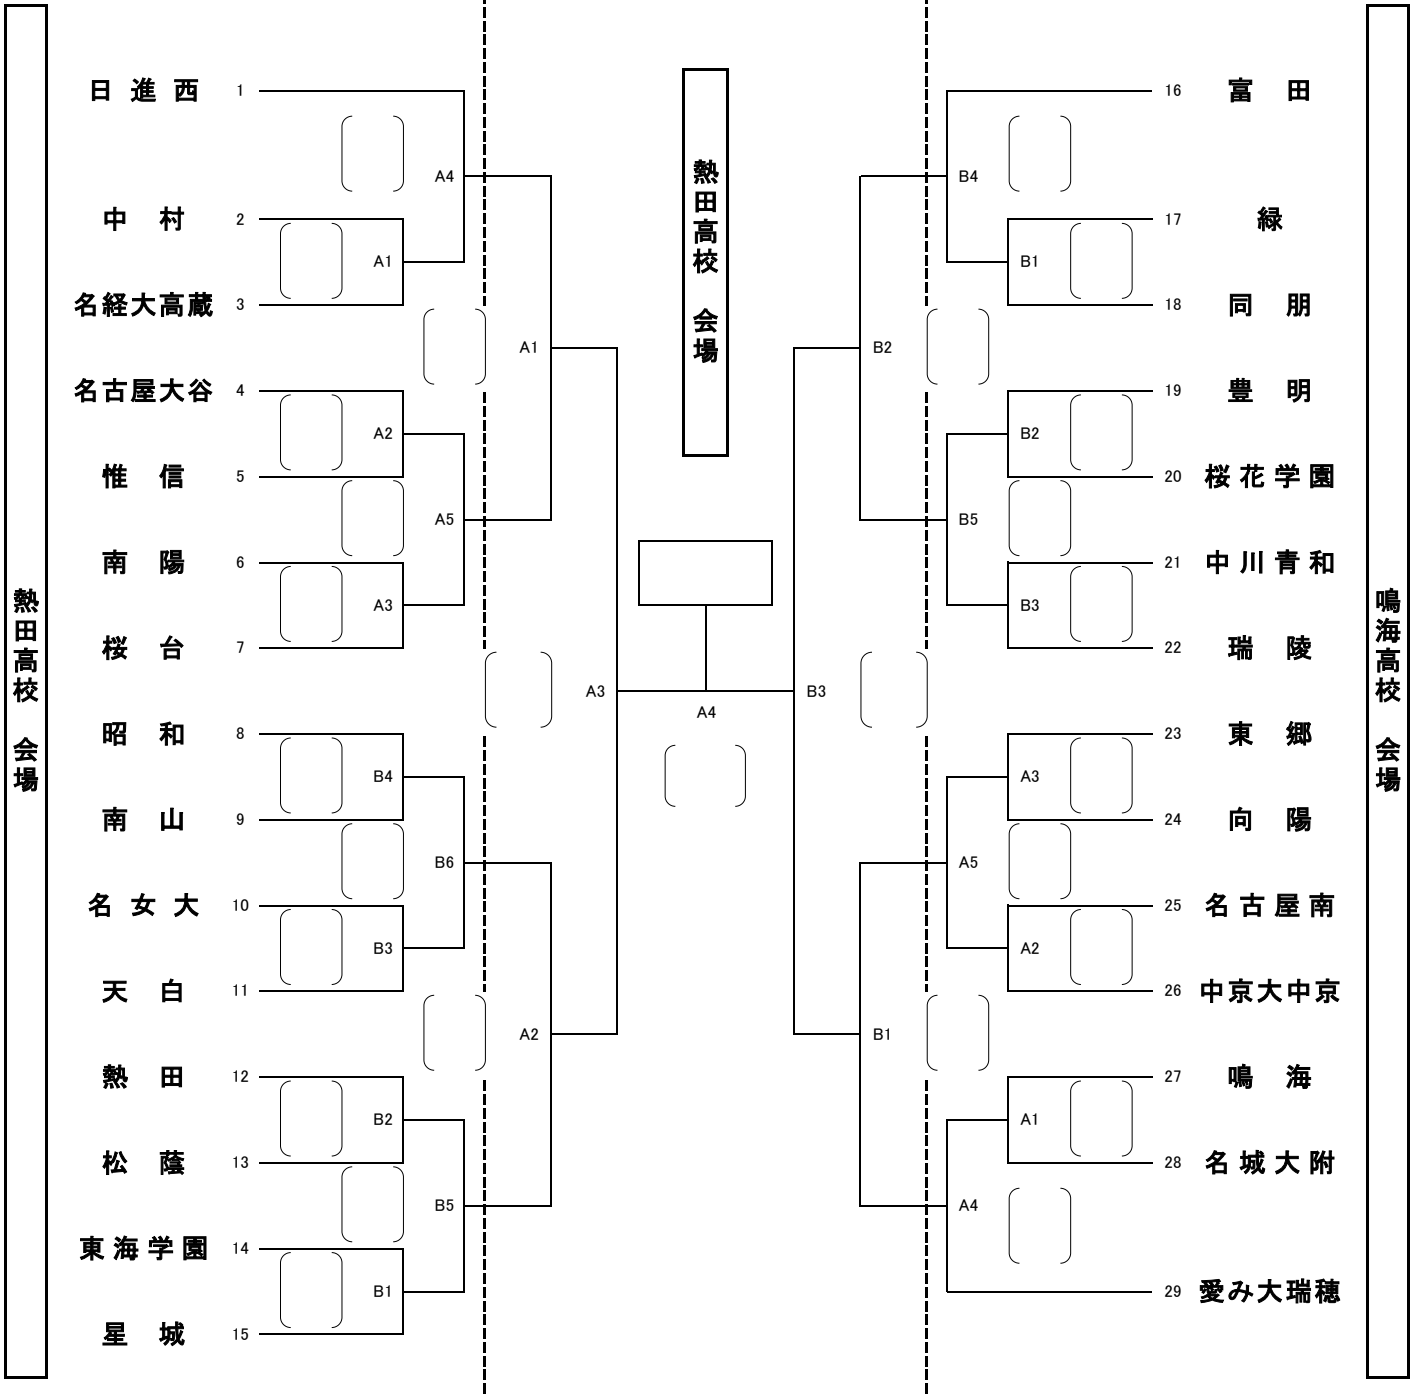 熱田高校 会場
日進西 1
A4
中村 2
A1
名経大高蔵 3
A1
名古屋大谷 4
A2
惟信 5
A5
南陽 6
A3
桜台 7
A3
昭和 8
B4
南山 9
B6
名女大 10
B3
天白 11
A2
熱田 12
B2
松蔭 13
B5
東海学園 14
B1
星城 15
熱田高校 会場
A4
16 富田
B4
17 緑
B1
18 同朋
B2
19 豊明
B2
20 桜花学園
B5
21 中川青和
B3
22 瑞陵
B3
23 東郷
A3
24 向陽
A5
25 名古屋南
A2
26 中京大中京
B1
27 鳴海
A1
28 名城大附
A4
29 愛み大瑞穂
鳴海高校 会場